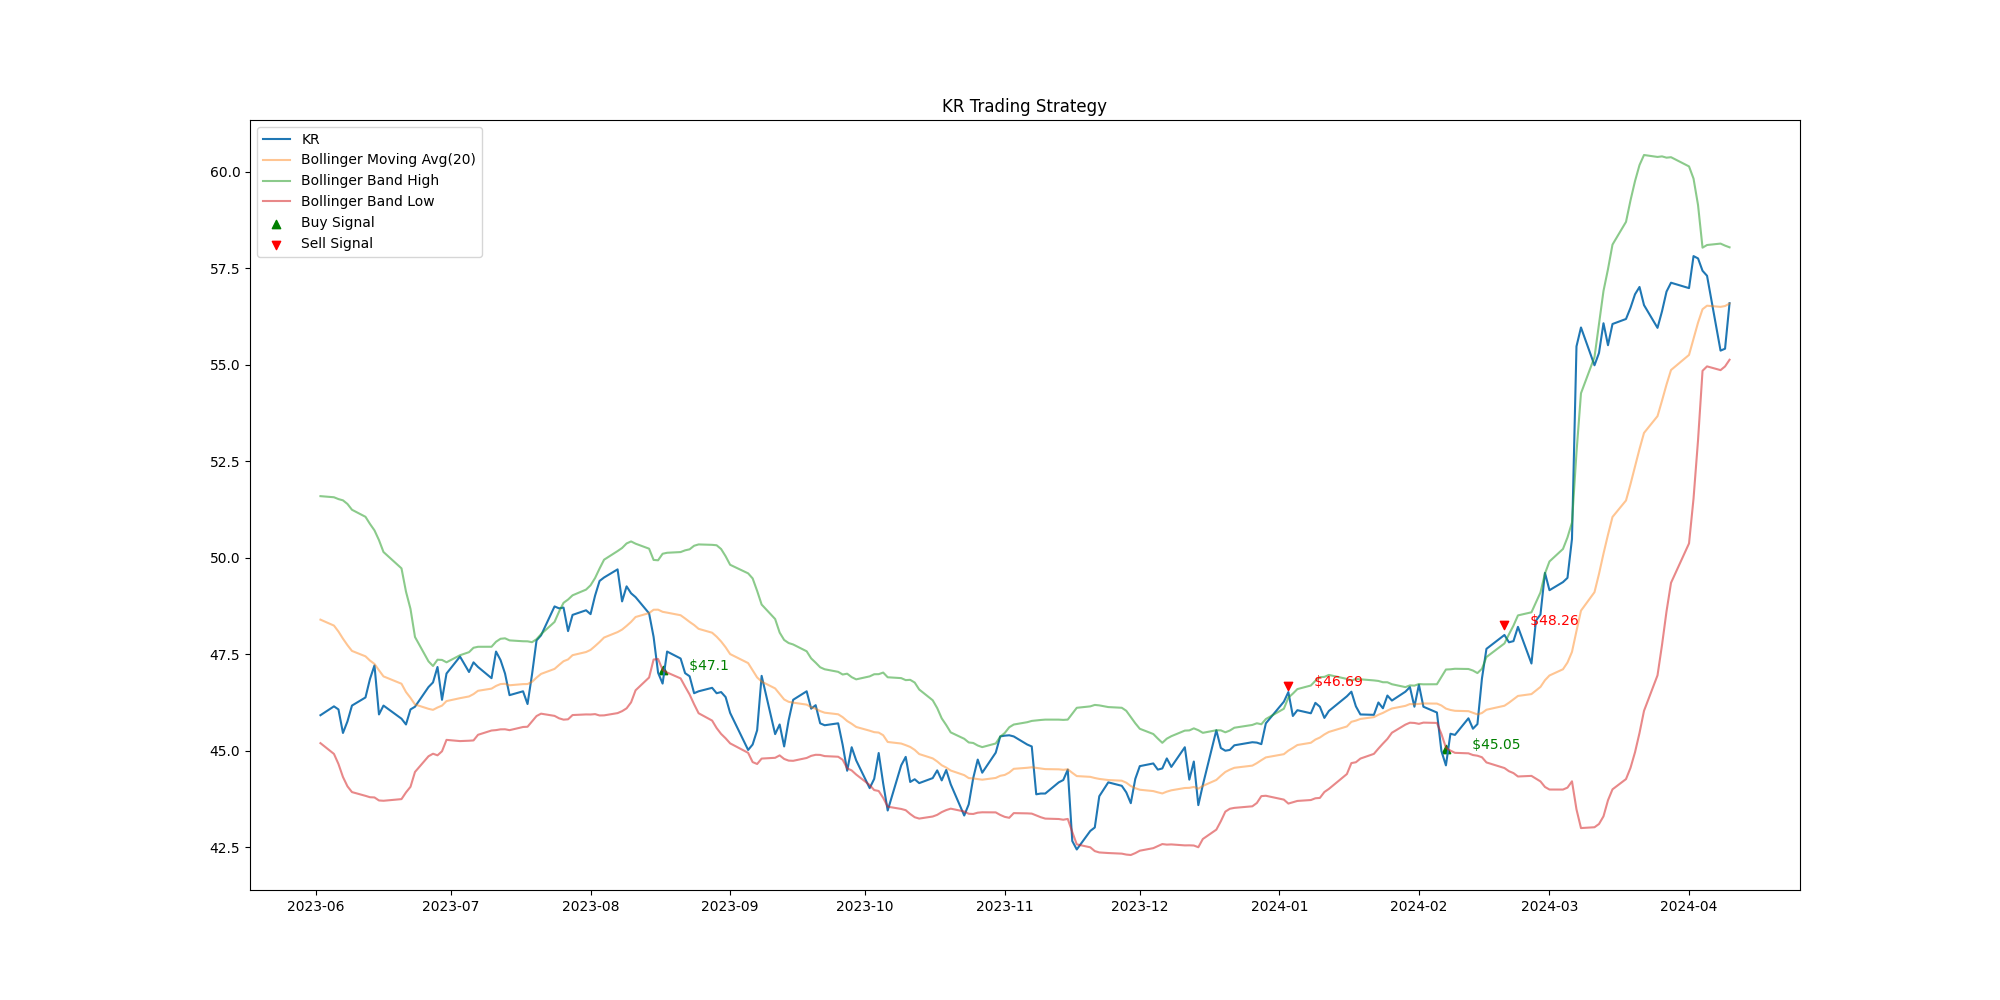 KR Trading Strategy
KR
Bollinger Moving Avg(20)
Bollinger Band High
Bollinger Band Low
Buy Signal
Sell Signal
60.0
57.5
55.0
52.5
50.0
47.5
45.0
42.5
$47.1
$46.69
$45.05
$48.26
2023-06 2023-07 2023-08 2023-09 2023-10 2023-11 2023-12 2024-01 2024-02 2024-03 2024-04